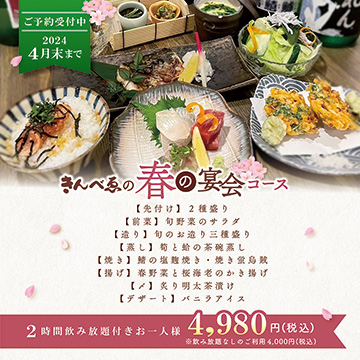 ご予約受付中
2024
4月末まで
きんべゑの春の宴会コース
【先付け】２種盛り
【前菜】旬野菜のサラダ
【造り】旬のお造り三種盛り
【蒸し】筍と蛤の茶碗蒸し
【焼き】鯖の塩麹焼き・焼き蛍烏賊
【揚げ】春野菜と桜海老のかき揚げ
【〆】炙り明太茶漬け
【デザート】バニラアイス
2時間飲み放題付きお一人様 4,980円(税込)
※飲み放題なしのご利用4,000円(税込)